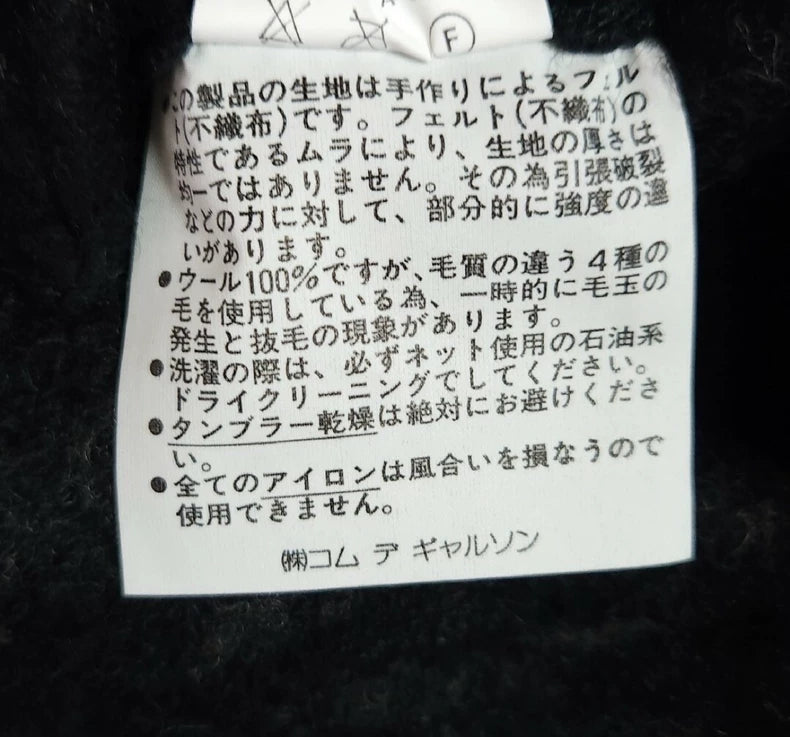 A
F
●この製品の生地は手作りによるフェル
ト(不織布)です。フェルト(不織布)の
特性であるムラにより、生地の厚さは
均一ではありません。その為引張破裂
などの力に対して、部分的に強度の違
いがあります。
●ウール100%ですが、毛質の違う4種の
毛を使用している為、一時的に毛玉の
発生と抜毛の現象があります。
●洗濯の際は、必ずネット使用の石油系
ドライクリーニングでしてください。
●タンブラー乾燥は絶対にお避けくださ
い。
●全てのアイロンは風合いを損なうので
使用できません。
㈱コム デ ギャルソン